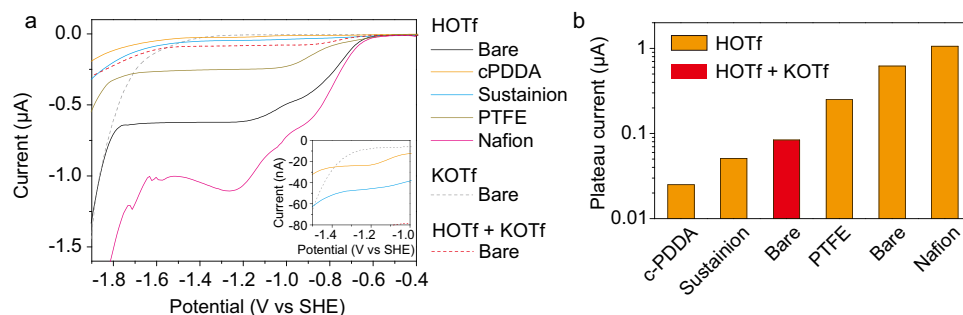 a
Current (μA)
0.0
-0.5
-1.0
-1.5
-1.8
-1.6
-1.4
-1.2
-1.0
-0.8
-0.6
-0.4
Potential (V vs SHE)
Current (nA)
0
-20
-40
-60
-80
-1.4
-1.2
-1.0
Potential (V vs SHE)
HOTf
Bare
cPDDA
Sustainion
PTFE
Nafion
KOTf
Bare
HOTf + KOTf
Bare
b
Plateau current (μA)
1
0.1
0.01
HOTf
HOTf + KOTf
c-PDDA
Sustainion
Bare
PTFE
Bare
Nafion